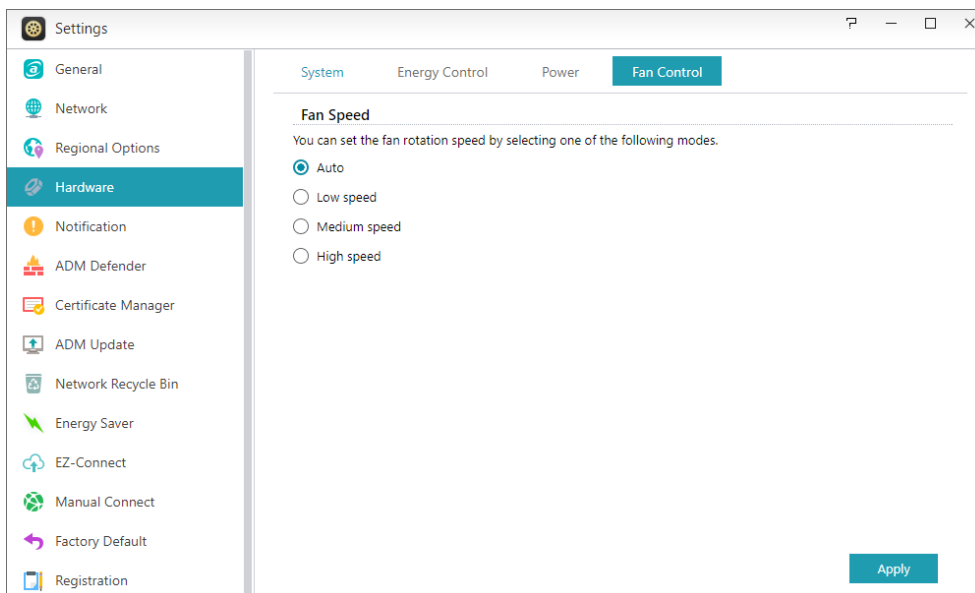 Settings
General
Network
Regional Options
Hardware
Notification
ADM Defender
Certificate Manager
ADM Update
Network Recycle Bin
Energy Saver
EZ-Connect
Manual Connect
Factory Default
Registration
System Energy Control Power Fan Control
Fan Speed
You can set the fan rotation speed by selecting one of the following modes.
Auto
Low speed
Medium speed
High speed
Apply